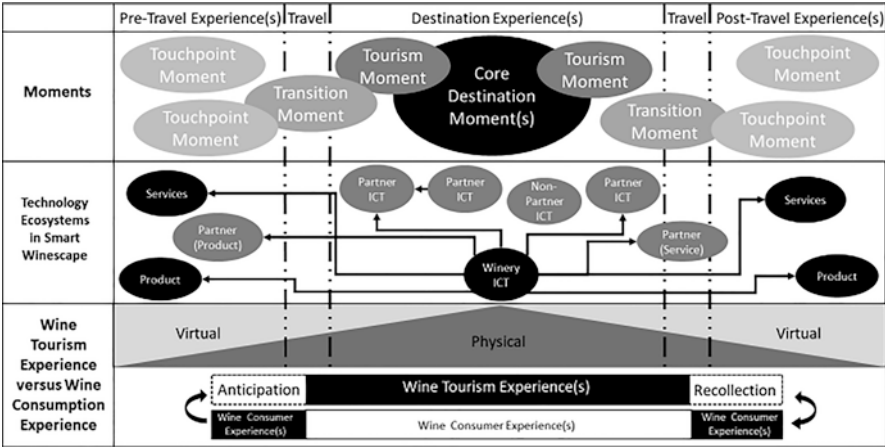 Pre-Travel Experience(s)
Travel
Destination Experience(s)
Travel
Post-Travel Experience(s)
Moments
Touchpoint
Moment
Touchpoint
Moment
Transition
Moment
Tourism
Moment
Core
Destination
Moment(s)
Tourism
Moment
Transition
Moment
Touchpoint
Moment
Touchpoint
Moment
Technology
Ecosystems
in Smart
Winescape
Services
Partner
(Product)
Product
Partner
ICT
Partner
ICT
Non-
Partner
ICT
Partner
ICT
Winery
ICT
Partner
(Service)
Services
Product
Wine
Tourism
Experience
versus Wine
Consumption
Experience
Virtual
Physical
Virtual
Anticipation
Wine Tourism Experience(s)
Recollection
Wine Consumer
Experience(s)
Wine Consumer Experience(s)
Wine Consumer
Experience(s)